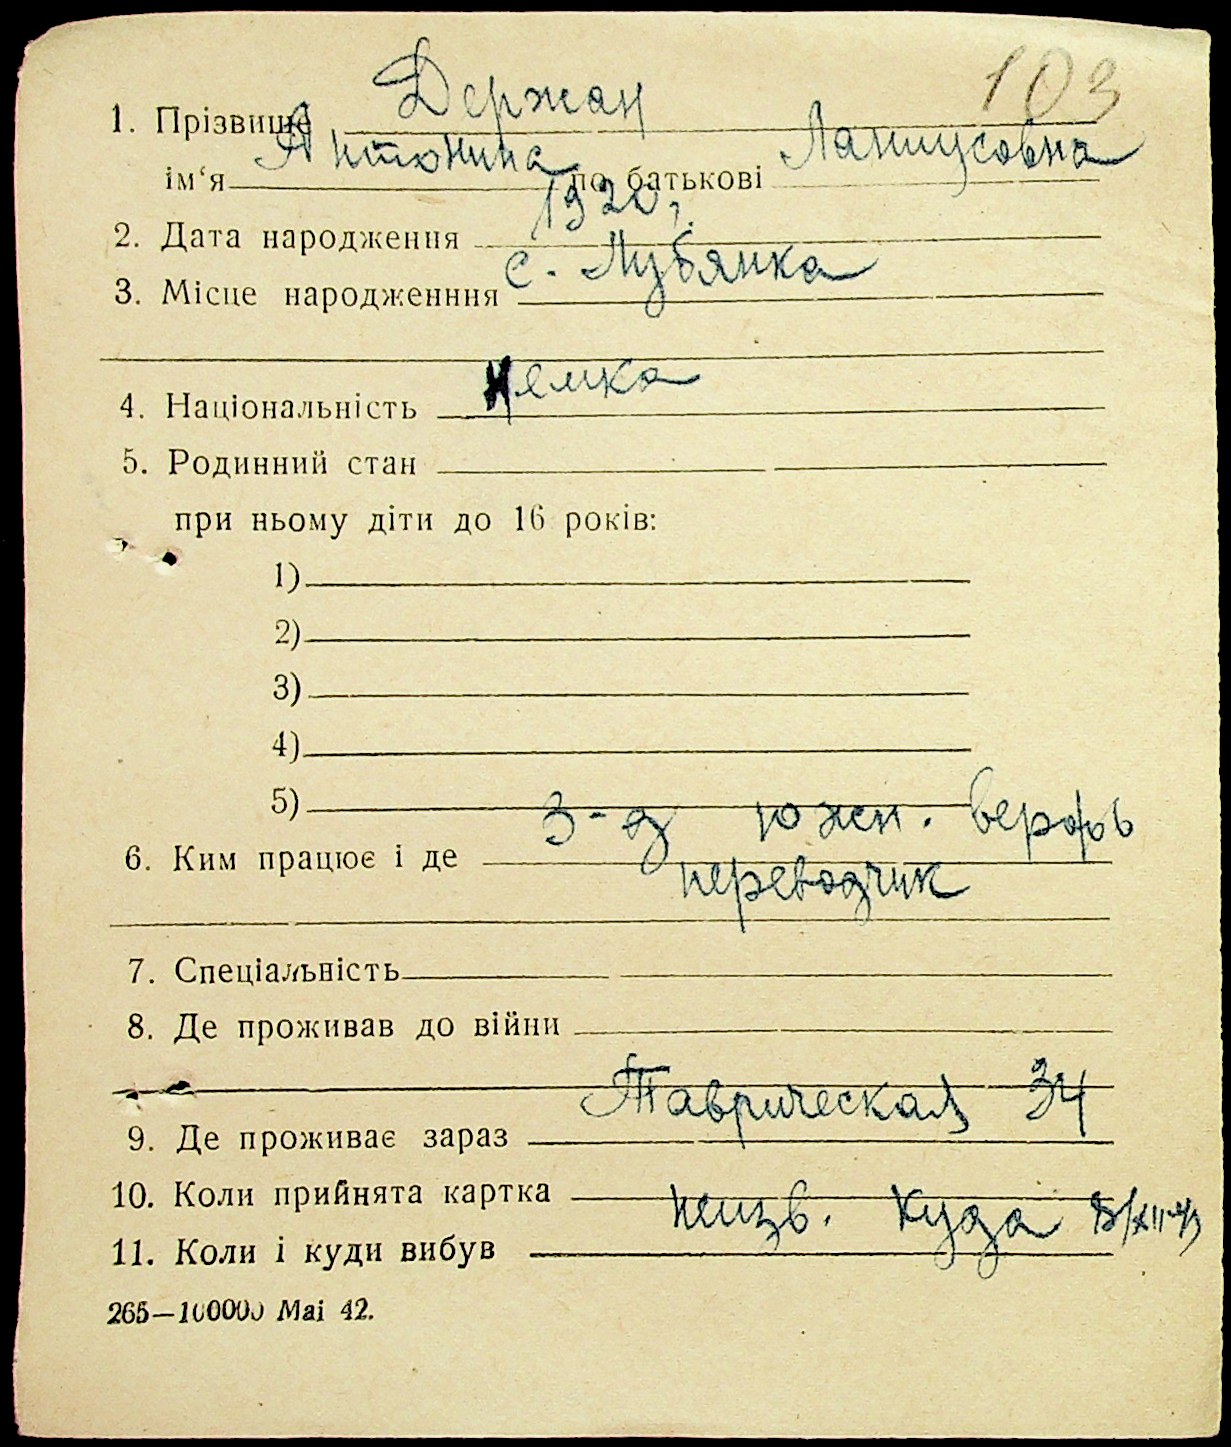 103
1. Прізвище Держан
ім‘я Антонина по батькові
2. Дата народження 1920 г.
3. Місце народженння с. Лубянка
4. Національність Немка
5. Родинний стан
при ньому діти до 16 років:
1)
2)
3)
4)
5)
6. Ким працює і де з-д южн. верфь
переводчик
7. Спеціальність
8. Де проживав до війни
9. Де проживає зараз Таврическая 34
10. Коли прийнята картка
11. Коли і куди вибув неизв. куда
265—100000 Маі 42.